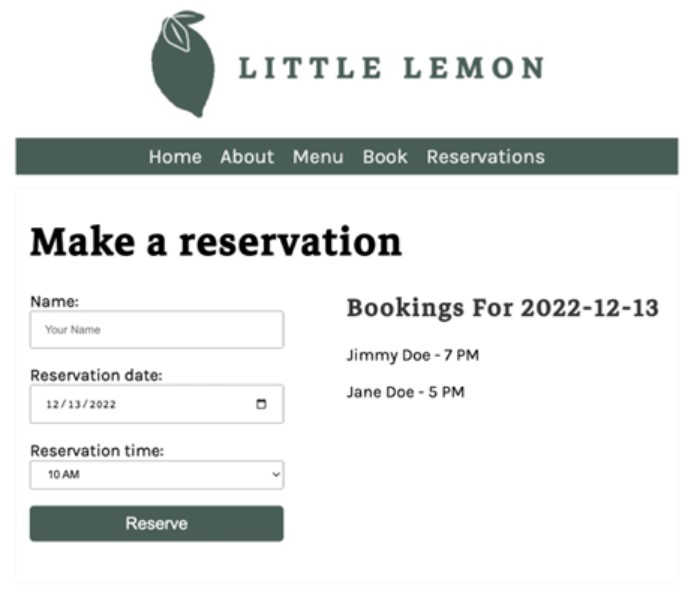 LITTLE LEMON
Home About Menu Book Reservations
Make a reservation
Name:
Your Name
Reservation date:
12/13/2022
Reservation time:
10 AM
Reserve
Bookings For 2022-12-13
Jimmy Doe - 7 PM
Jane Doe - 5 PM